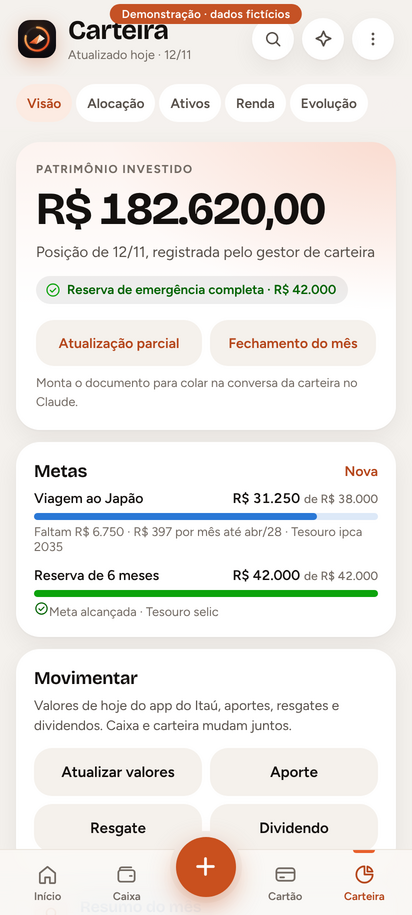 Demonstração · dados fictícios
Carteira
Atualizado hoje · 12/11
Visão
Alocação
Ativos
Renda
Evolução
PATRIMÔNIO INVESTIDO
R$ 182.620,00
Posição de 12/11, registrada pelo gestor de carteira
Reserva de emergência completa · R$ 42.000
Atualização parcial
Fechamento do mês
Monta o documento para colar na conversa da carteira no
Claude.
Metas
Nova
Viagem ao Japão
R$ 31.250 de R$ 38.000
Faltam R$ 6.750 · R$ 397 por mês até abr/28 · Tesouro ipca
2035
Reserva de 6 meses
R$ 42.000 de R$ 42.000
Meta alcançada · Tesouro selic
Movimentar
Valores de hoje do app do Itaú, aportes, resgates e
dividendos. Caixa e carteira mudam juntos.
Atualizar valores
Aporte
Resgate
Dividendo
Resumo do mês
Início
Caixa
Cartão
Carteira